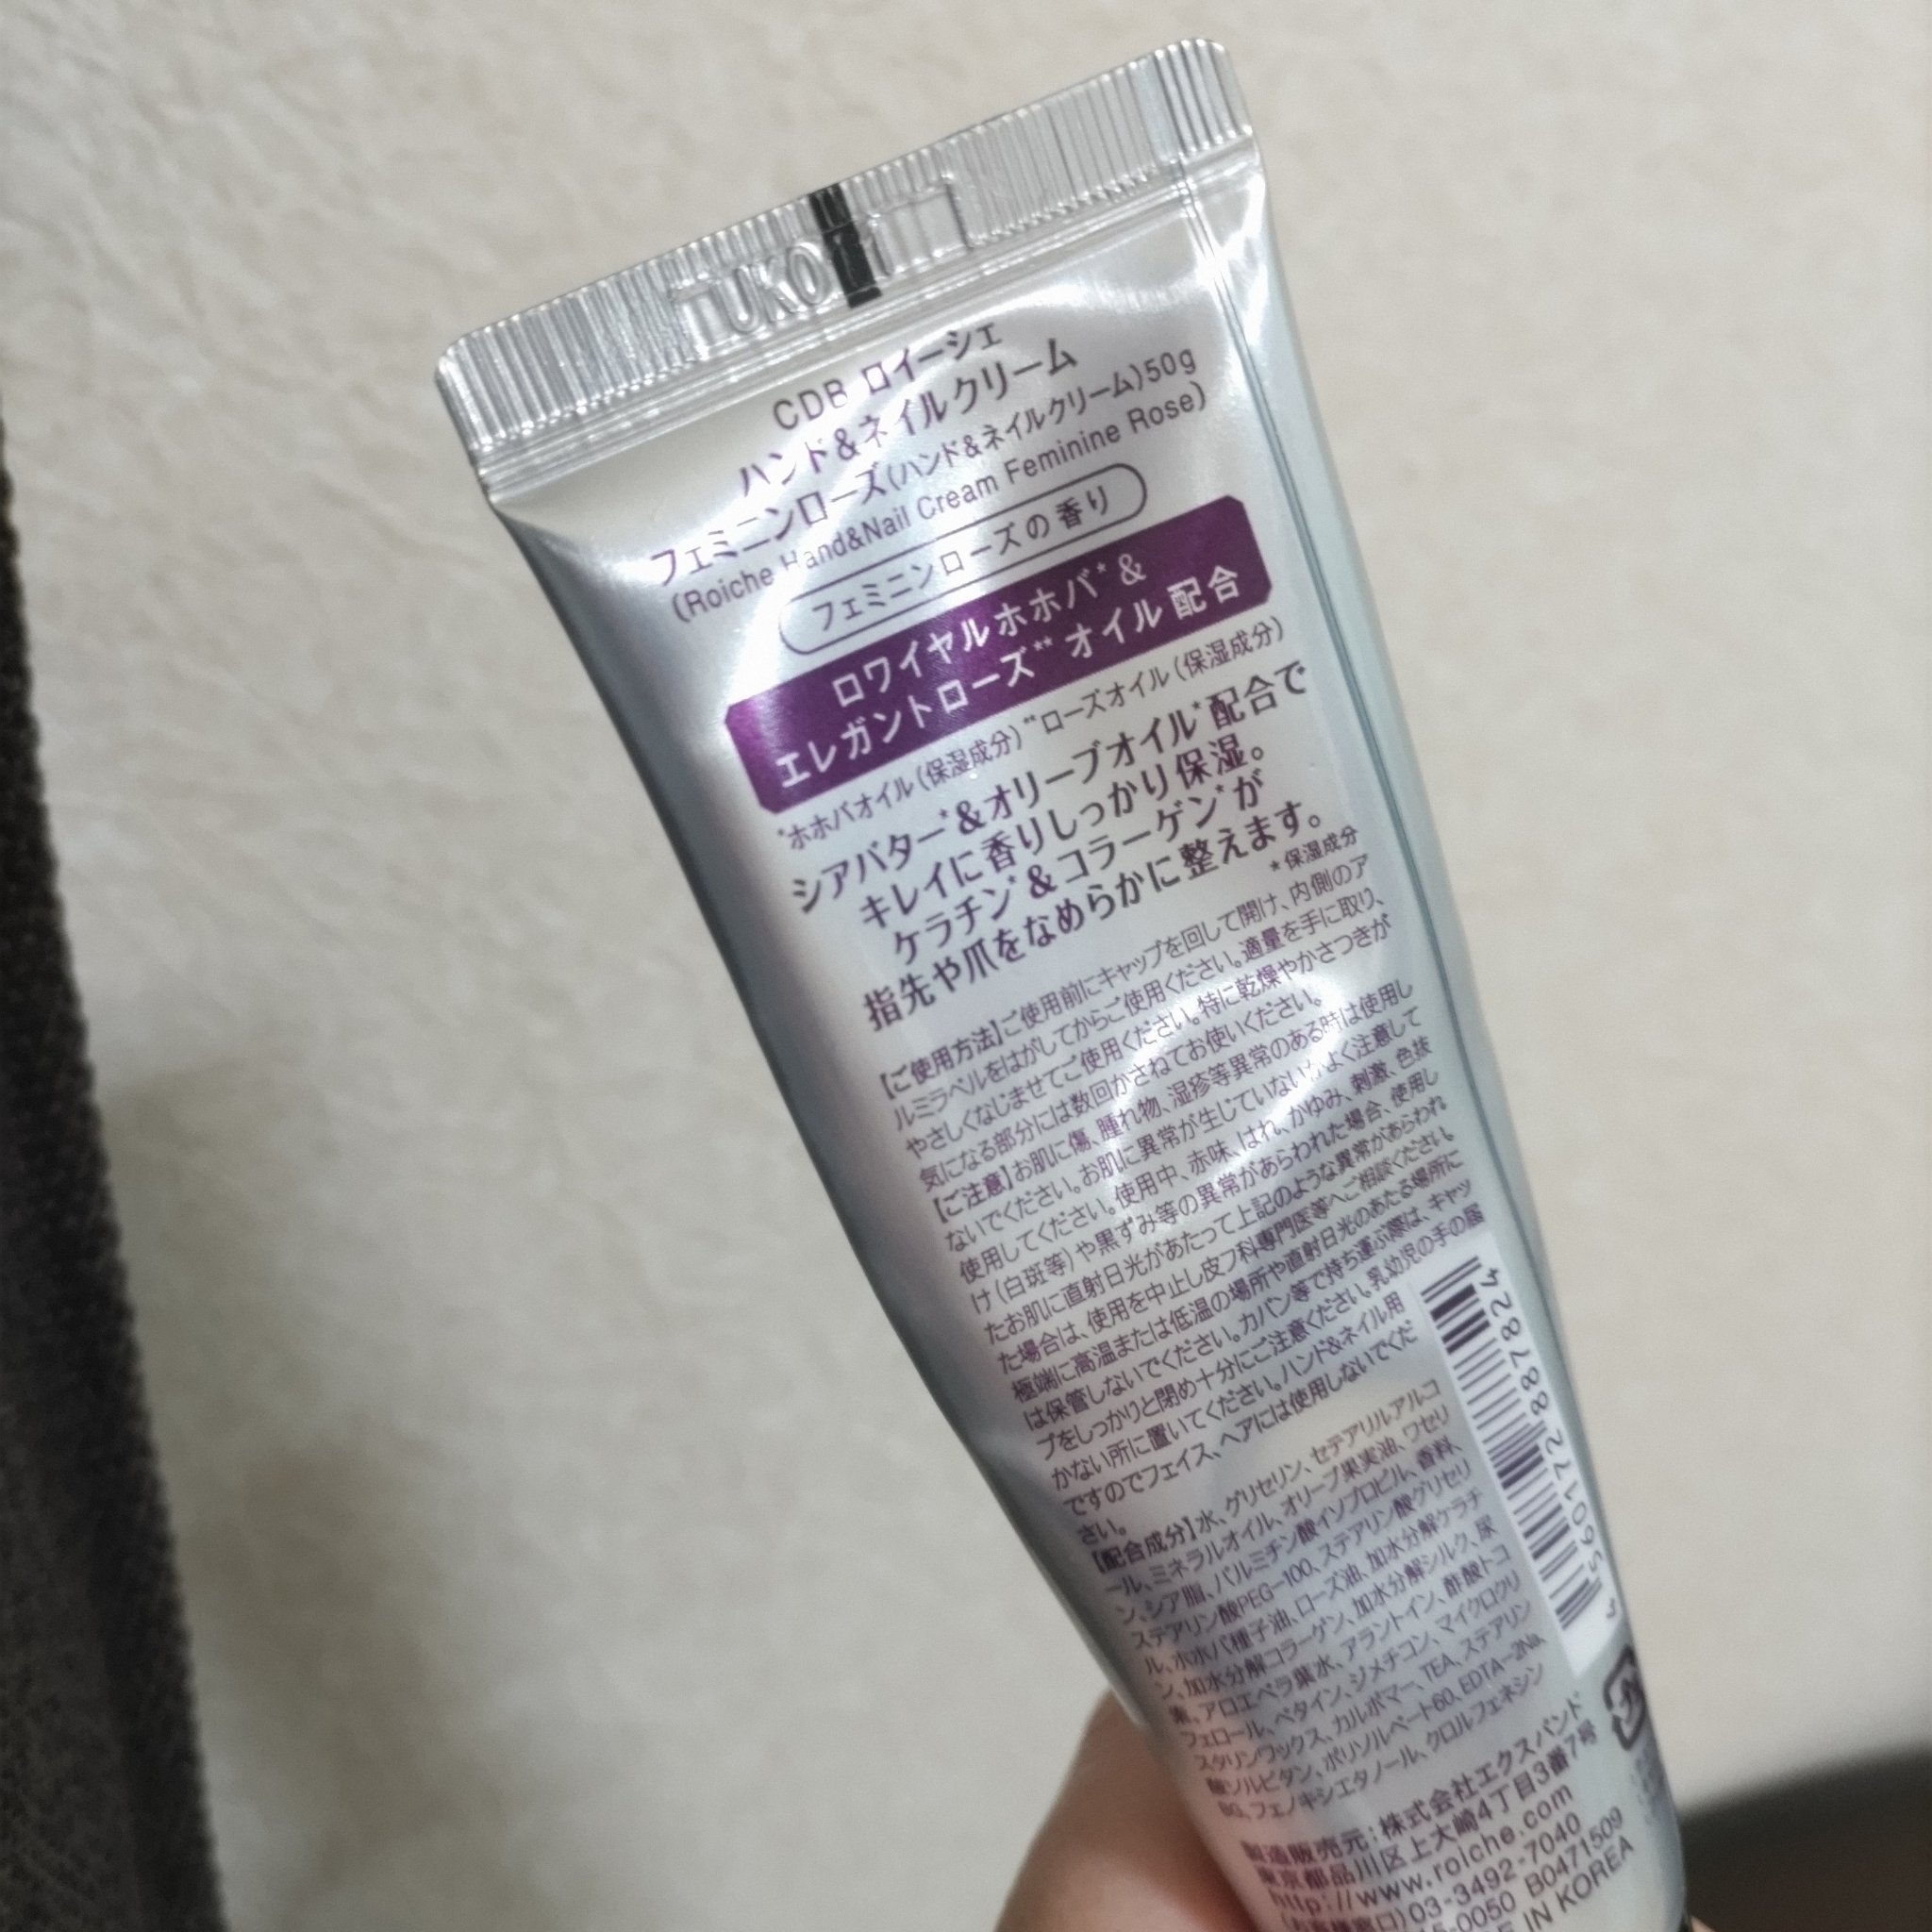 CDB ロイーシェ
ハンド&ネイルクリーム
フェミニンローズ(ハンド&ネイルクリーム)50g
(Roiche Hand&Nail Cream Feminine Rose)
フェミニンローズの香り
ロワイヤルホホバ*&
エレガントローズ**オイル配合
*ホホバオイル(保湿成分)**ローズオイル(保湿成分)
シアバター*&オリーブオイル*配合で
キレイに香りしっかり保湿。
ケラチン*&コラーゲン*が
指先や爪をなめらかに整えます。
*保湿成分
【ご使用方法】ご使用前にキャップを回して開け、内側のア
ルミラベルをはがしてからご使用ください。適量を手に取り、
やさしくなじませてご使用ください。特に乾燥やかさつきが
気になる部分には数回かさねてお使いください。
【ご注意】お肌に傷、腫れ物、湿疹等異常のある時は使用し
ないでください。お肌に異常が生じていないかよく注意して
使用してください。使用中、赤味、はれ、かゆみ、刺激、色抜
け(白斑等)や黒ずみ等の異常があらわれた場合、使用し
たお肌に直射日光があたって上記のような異常があらわれ
た場合は、使用を中止し皮フ科専門医等へご相談ください。
極端に高温または低温の場所や直射日光のあたる場所に
は保管しないでください。カバン等で持ち運ぶ際は、キャッ
プをしっかりと閉め十分にご注意ください。乳幼児の手の届
かない所に置いてください。ハンド&ネイル用
ですのでフェイス、ヘアには使用しないでくだ
さい。
【配合成分】水、グリセリン、セテアリルアルコ
ール、ミネラルオイル、オリーブ果実油、ワセリ
ン、シア脂、パルミチン酸イソプロピル、香料、
ステアリン酸PEG-100、ステアリン酸グリセリ
ル、ホホバ種子油、ローズ油、加水分解ケラチ
ン、加水分解コラーゲン、加水分解シルク、尿
素、アロエベラ葉水、アラントイン、酢酸トコ
フェロール、ベタイン、ジメチコン、マイクロクリ
スタリンワックス、カルボマー、TEA、ステアリン
酸ソルビタン、ポリソルベート60、EDTA-2Na、
BG、フェノキシエタノール、クロルフェネシン
製造販売元:株式会社エクスバンド
東京都品川区上大崎4丁目3番7号
http://www.roiche.com
(お客様窓口)03-3492-7040
5-0050 B0471509
IN KOREA
4 560177 288782 4